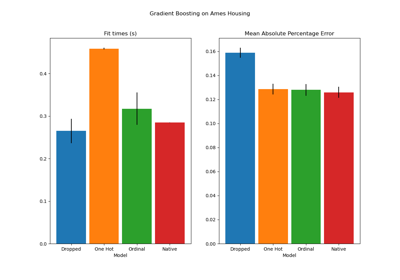 Gradient Boosting on Ames Housing
Fit times (s)
0.4
0.3
0.2
0.1
0.0
Dropped One Hot Ordinal Native
Model
Mean Absolute Percentage Error
0.16
0.14
0.12
0.10
0.08
0.06
0.04
0.02
0.00
Dropped One Hot Ordinal Native
Model